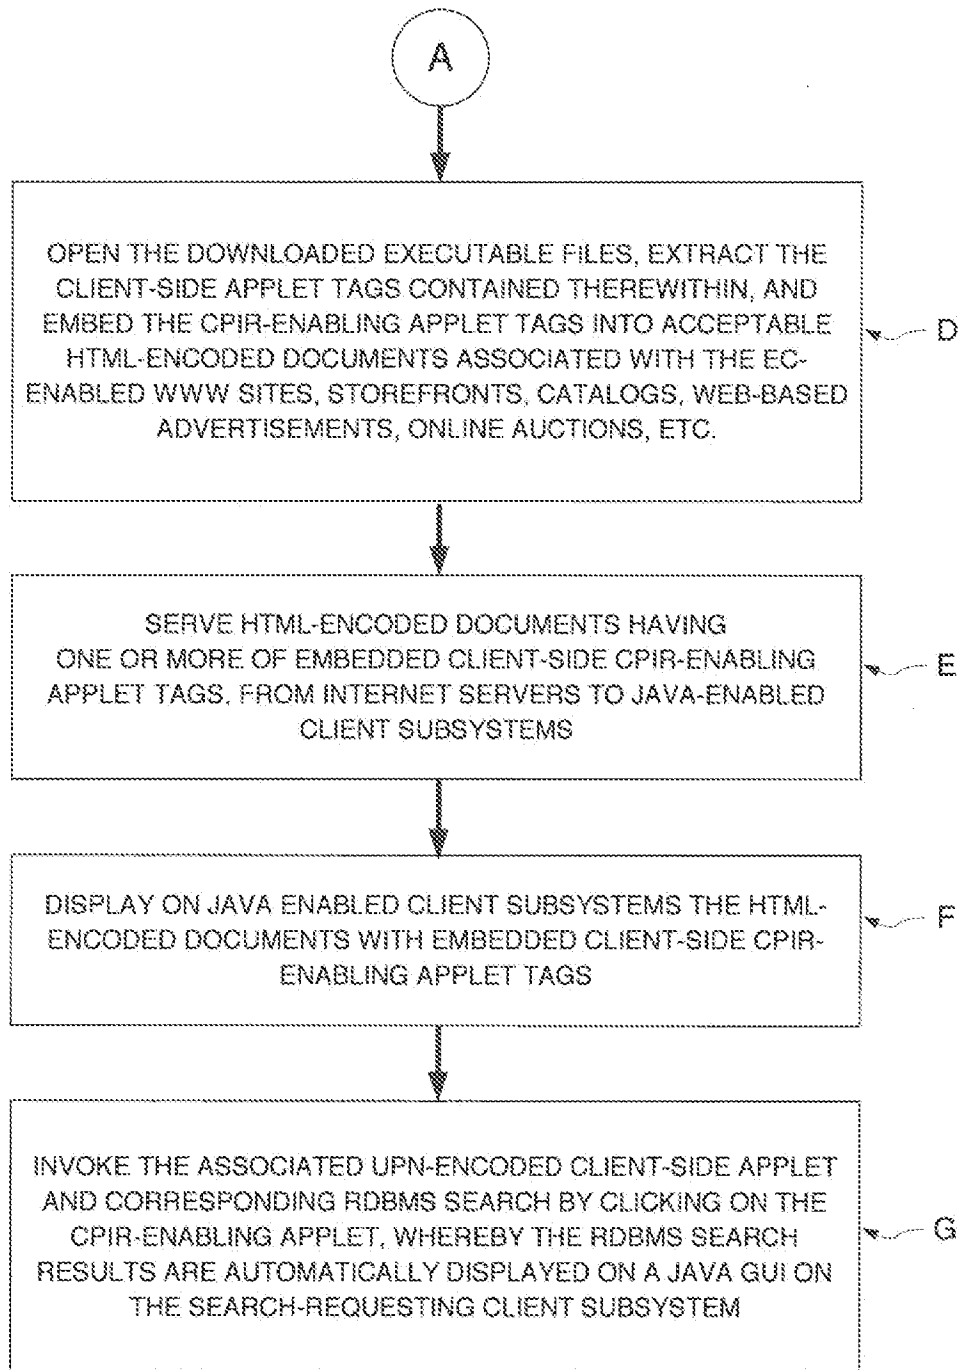 A
OPEN THE DOWNLOADED EXECUTABLE FILES, EXTRACT THE
CLIENT-SIDE APPLET TAGS CONTAINED THEREWITHIN, AND
EMBED THE CPIR-ENABLING APPLET TAGS INTO ACCEPTABLE
HTML-ENCODED DOCUMENTS ASSOCIATED WITH THE EC-
ENABLED WWW SITES, STOREFRONTS, CATALOGS, WEB-BASED
ADVERTISEMENTS, ONLINE AUCTIONS, ETC.
D
SERVE HTML-ENCODED DOCUMENTS HAVING
ONE OR MORE OF EMBEDDED CLIENT-SIDE CPIR-ENABLING
APPLET TAGS, FROM INTERNET SERVERS TO JAVA-ENABLED
CLIENT SUBSYSTEMS
E
DISPLAY ON JAVA ENABLED CLIENT SUBSYSTEMS THE HTML-
ENCODED DOCUMENTS WITH EMBEDDED CLIENT-SIDE CPIR-
ENABLING APPLET TAGS
F
INVOKE THE ASSOCIATED UPN-ENCODED CLIENT-SIDE APPLET
AND CORRESPONDING RDBMS SEARCH BY CLICKING ON THE
CPIR-ENABLING APPLET, WHEREBY THE RDBMS SEARCH
RESULTS ARE AUTOMATICALLY DISPLAYED ON A JAVA GUI ON
THE SEARCH-REQUESTING CLIENT SUBSYSTEM
G